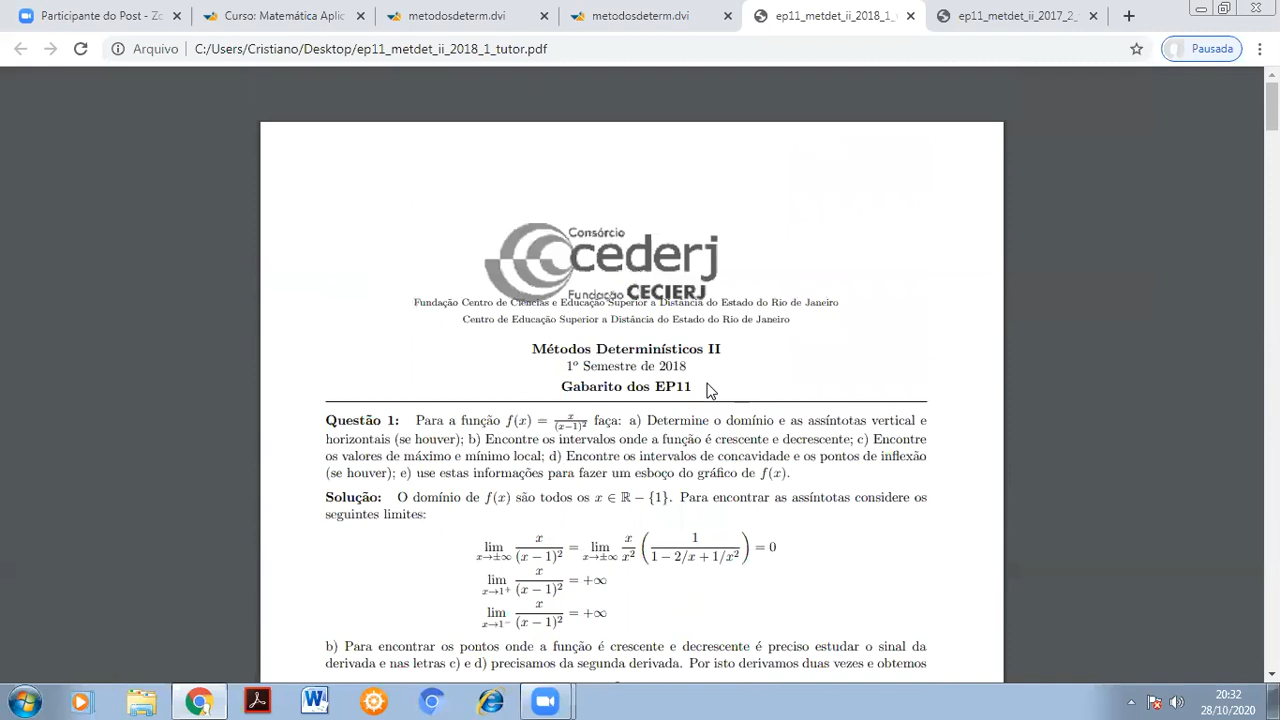 Participante do Post - Zo
Curso: Matemática Aplic
metodosdeterm.dvi
metodosdeterm.dvi
ep11_metdet_ii_2018_1_
ep11_metdet_ii_2017_2_
Arquivo
C:/Users/Cristiano/Desktop/ep11_metdet_ii_2018_1_tutor.pdf
Pausada
Consórcio
cederj
Fundação CECIERJ
Fundação Centro de Ciências e Educação Superior a Distância do Estado do Rio de Janeiro
Centro de Educação Superior a Distância do Estado do Rio de Janeiro
Métodos Determinísticos II
1º Semestre de 2018
Gabarito dos EP11
Questão 1: Para a função f(x) = x/(x−1)² faça: a) Determine o domínio e as assíntotas vertical e
horizontais (se houver); b) Encontre os intervalos onde a função é crescente e decrescente; c) Encontre
os valores de máximo e mínimo local; d) Encontre os intervalos de concavidade e os pontos de inflexão
(se houver); e) use estas informações para fazer um esboço do gráfico de f(x).
Solução: O domínio de f(x) são todos os x ∈ ℝ − {1}. Para encontrar as assíntotas considere os
seguintes limites:
lim x→±∞ x/(x − 1)² = lim x→±∞ x/x² (1/(1 − 2/x + 1/x²)) = 0
lim x→1⁺ x/(x − 1)² = +∞
lim x→1⁻ x/(x − 1)² = +∞
b) Para encontrar os pontos onde a função é crescente e decrescente é preciso estudar o sinal da
derivada e nas letras c) e d) precisamos da segunda derivada. Por isto derivamos duas vezes e obtemos
20:32
28/10/2020